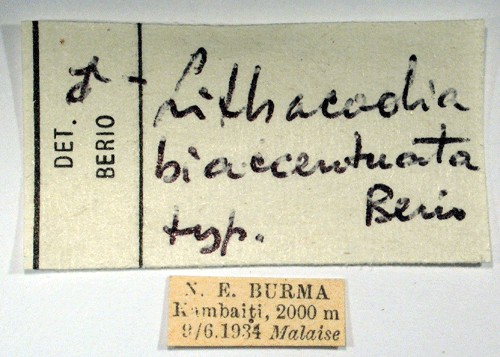 DET. ♂ -
BERIO
Lithacodia
biaccentuata
Berio
typ.
N. E. BURMA
Kambaiti, 2000 m
9/6.1934 Malaise